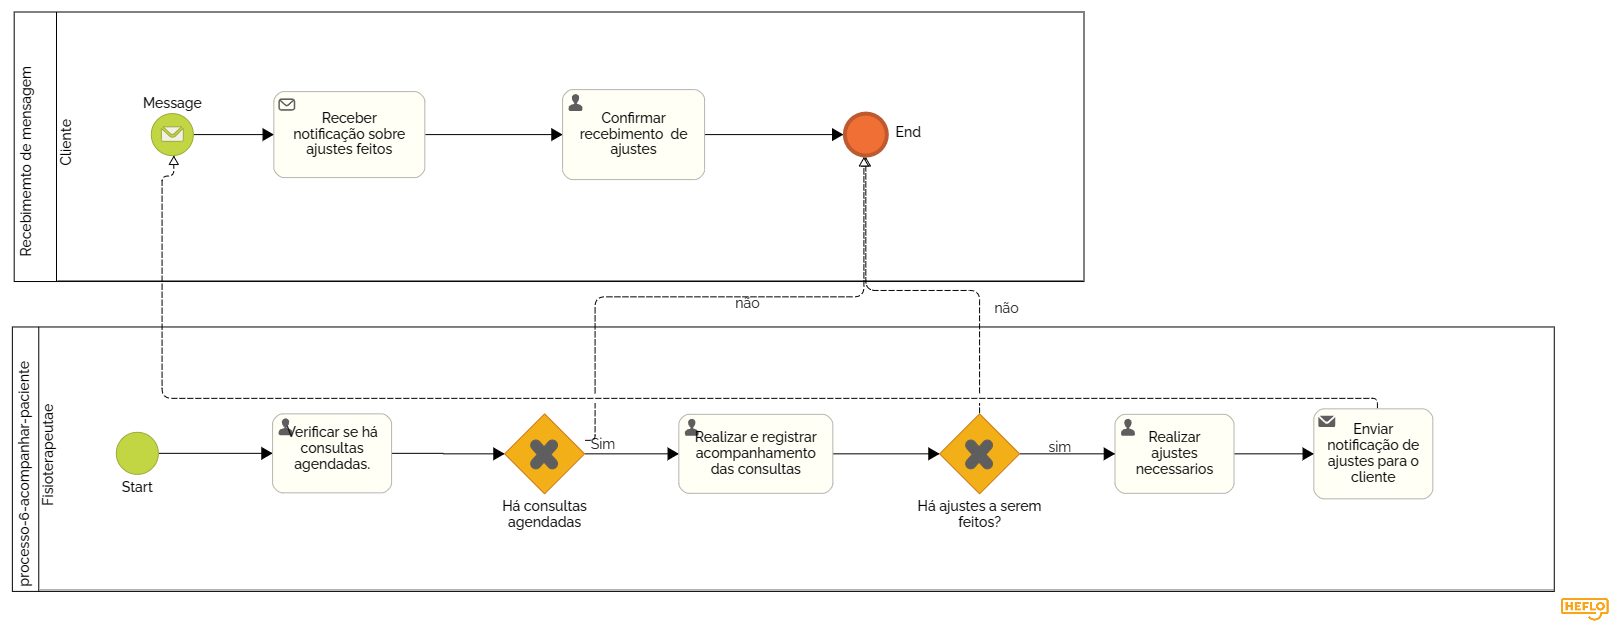 Recebimemto de mensagem
Cliente
Message
Receber
notificação sobre
ajustes feitos
Confirmar
recebimento de
ajustes
End
não
não
processo-6-acompanhar-paciente
Fisioterapeutae
Start
Verificar se há
consultas
agendadas.
Há consultas
agendadas
Sim
Realizar e registrar
acompanhamento
das consultas
Há ajustes a serem
feitos?
sim
Realizar
ajustes
necessarios
Enviar
notificação de
ajustes para o
cliente
HEFLO